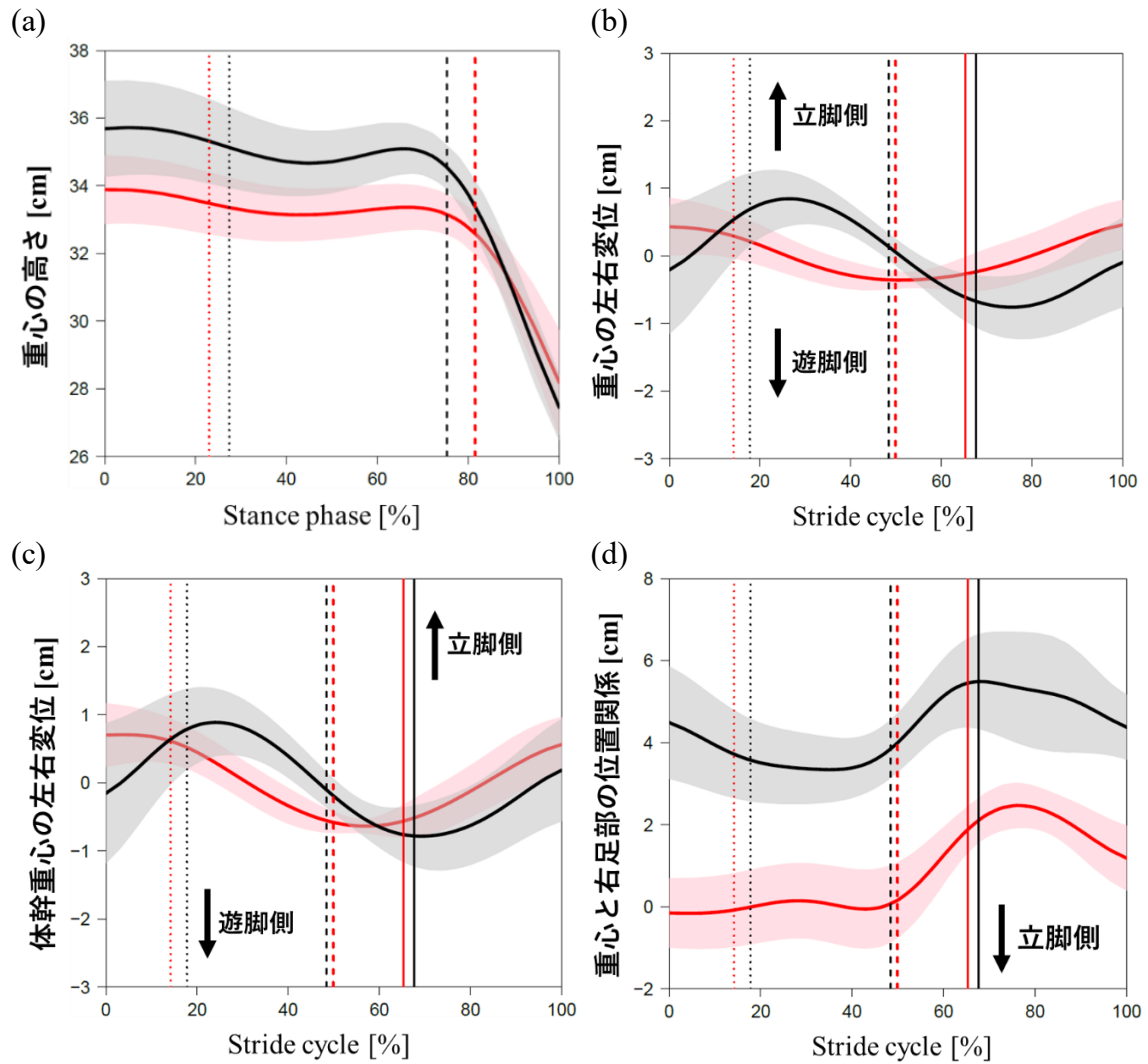 (a)
38
36
34
32
30
28
26
重心の高さ [cm]
0 20 40 60 80 100
Stance phase [%]
(b)
3
2
1
0
−1
−2
−3
重心の左右変位 [cm]
立脚側
遊脚側
0 20 40 60 80 100
Stride cycle [%]
(c)
3
2
1
0
−1
−2
−3
体幹重心の左右変位 [cm]
立脚側
遊脚側
0 20 40 60 80 100
Stride cycle [%]
(d)
8
6
4
2
0
−2
重心と右足部の位置関係 [cm]
立脚側
0 20 40 60 80 100
Stride cycle [%]